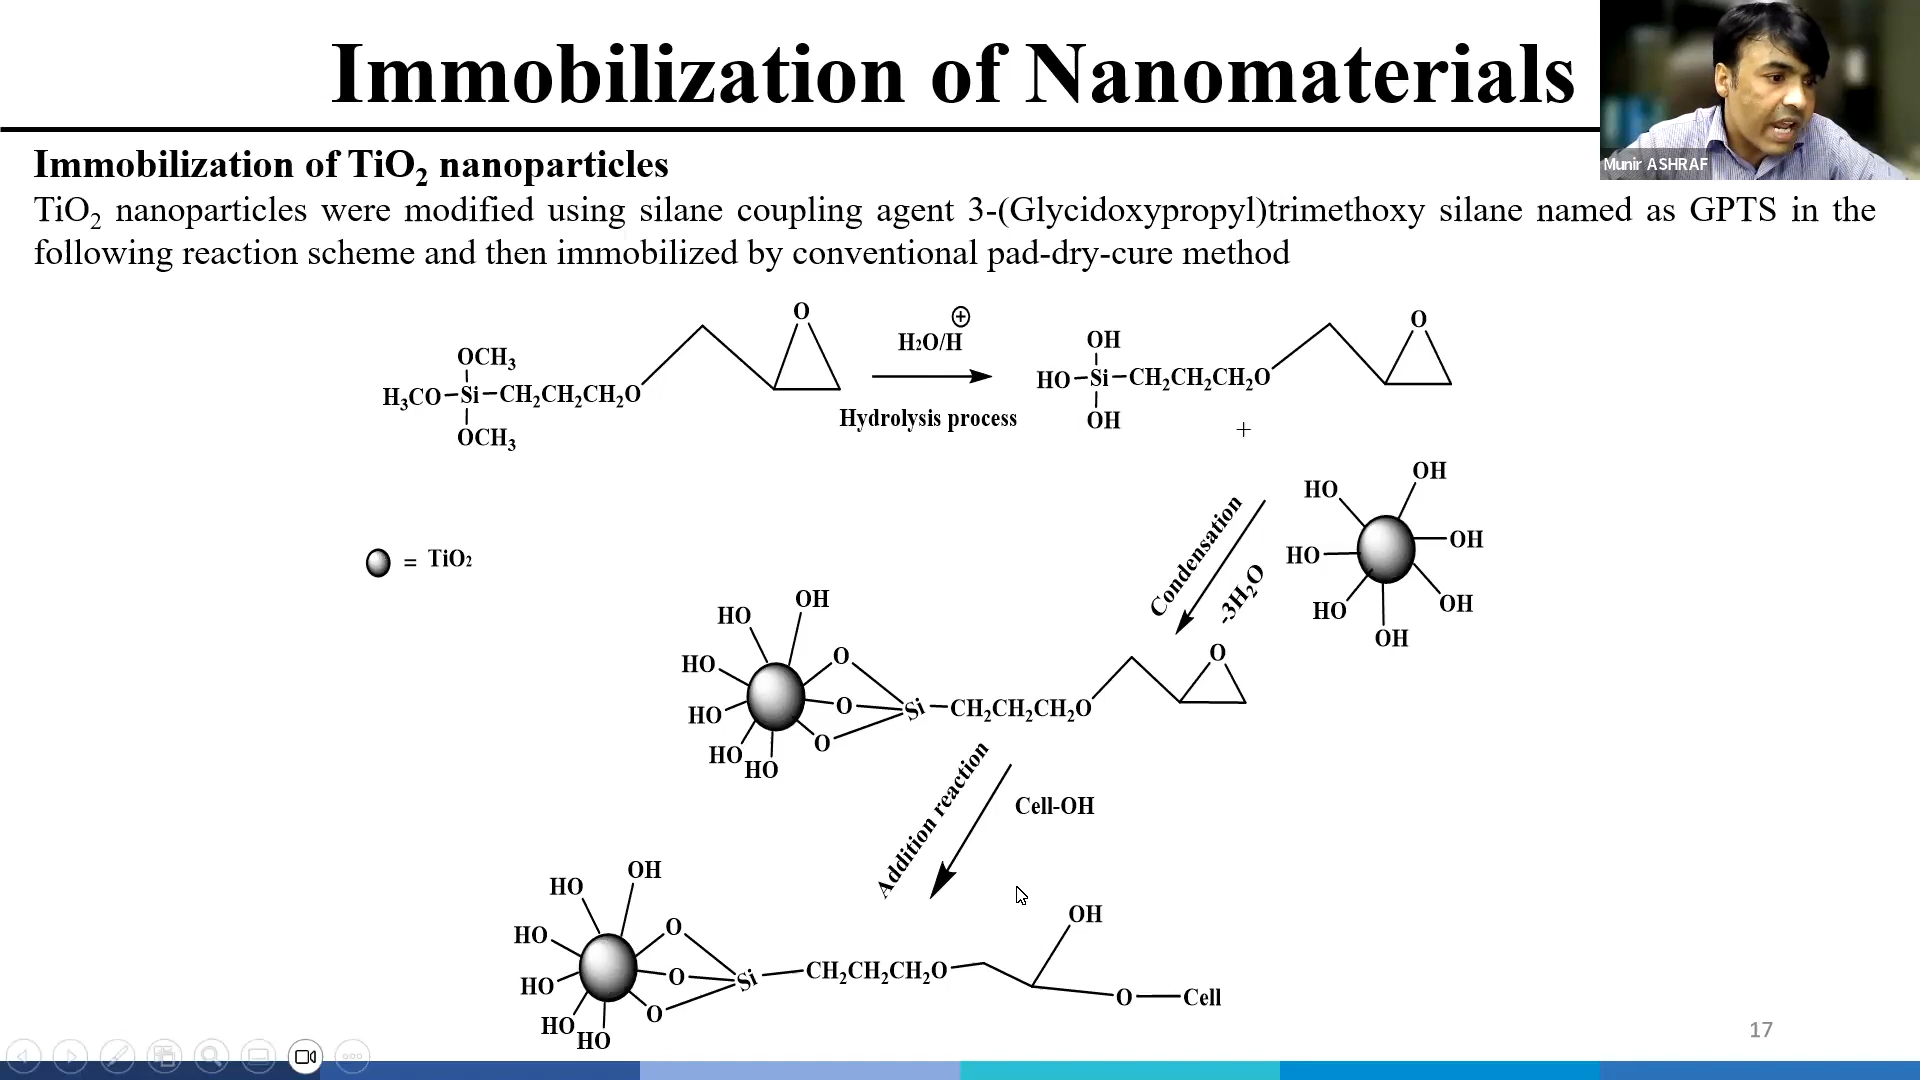 Immobilization of Nanomaterials
Munir ASHRAF
Immobilization of TiO₂ nanoparticles
TiO₂ nanoparticles were modified using silane coupling agent 3-(Glycidoxypropyl)trimethoxy silane named as GPTS in the
following reaction scheme and then immobilized by conventional pad-dry-cure method
O
OCH₃
H₃CO–Si–CH₂CH₂CH₂O
OCH₃
H₂O/H⊕
Hydrolysis process
O
OH
HO–Si–CH₂CH₂CH₂O
OH
+
OH
HO
OH
HO
OH
HO
OH
Condensation
-3H₂O
= TiO₂
OH
HO
HO
HO
HO
HO
O
O
O
Si–CH₂CH₂CH₂O
O
Addition reaction
Cell-OH
OH
HO
HO
HO
HO
HO
O
O
O
Si–CH₂CH₂CH₂O
OH
O–Cell
17